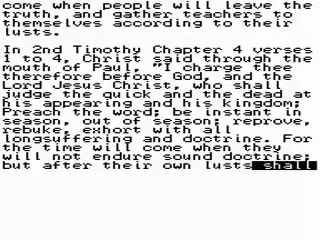 come when people will leave the
truth, and gather teachers to
themselves according to their
lusts.
In 2nd Timothy Chapter 4 verses
1 to 4, Christ said through the
mouth of Paul, "I charge thee
therefore before God, and the
Lord Jesus Christ, who shall
judge the quick and the dead at
his appearing and his kingdom;
Preach the word; be instant in
season, out of season; reprove,
rebuke, exhort with all
longsuffering and doctrine. For
the time will come when they
will not endure sound doctrine;
but after their own lusts shall